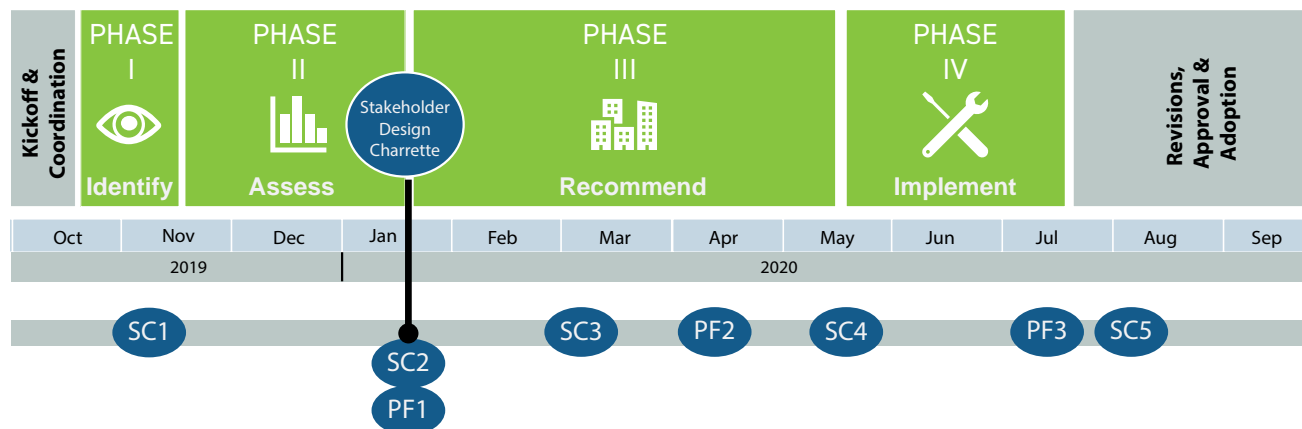 Kickoff &
Coordination
PHASE
I
Identify
PHASE
II
Assess
Stakeholder
Design
Charrette
PHASE
III
Recommend
PHASE
IV
Implement
Revisions,
Approval &
Adoption
Oct Nov Dec Jan Feb Mar Apr May Jun Jul Aug Sep
2019 2020
SC1 SC3 PF2 SC4 PF3 SC5
SC2
PF1